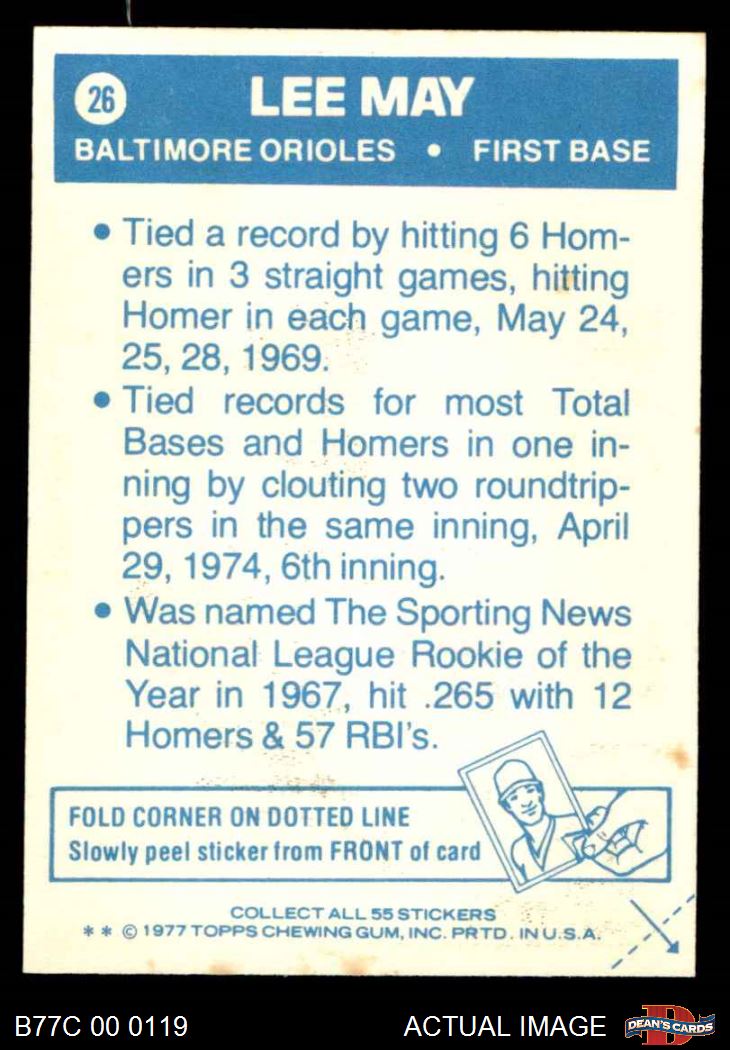 26
LEE MAY
BALTIMORE ORIOLES • FIRST BASE
• Tied a record by hitting 6 Hom-
ers in 3 straight games, hitting
Homer in each game, May 24,
25, 28, 1969.
• Tied records for most Total
Bases and Homers in one in-
ning by clouting two roundtrip-
pers in the same inning, April
29, 1974, 6th inning.
• Was named The Sporting News
National League Rookie of the
Year in 1967, hit .265 with 12
Homers & 57 RBI's.
FOLD CORNER ON DOTTED LINE
Slowly peel sticker from FRONT of card
COLLECT ALL 55 STICKERS
* * © 1977 TOPPS CHEWING GUM, INC. PRTD. IN U.S.A.
B77C 00 0119 ACTUAL IMAGE
D
DEAN'S CARDS